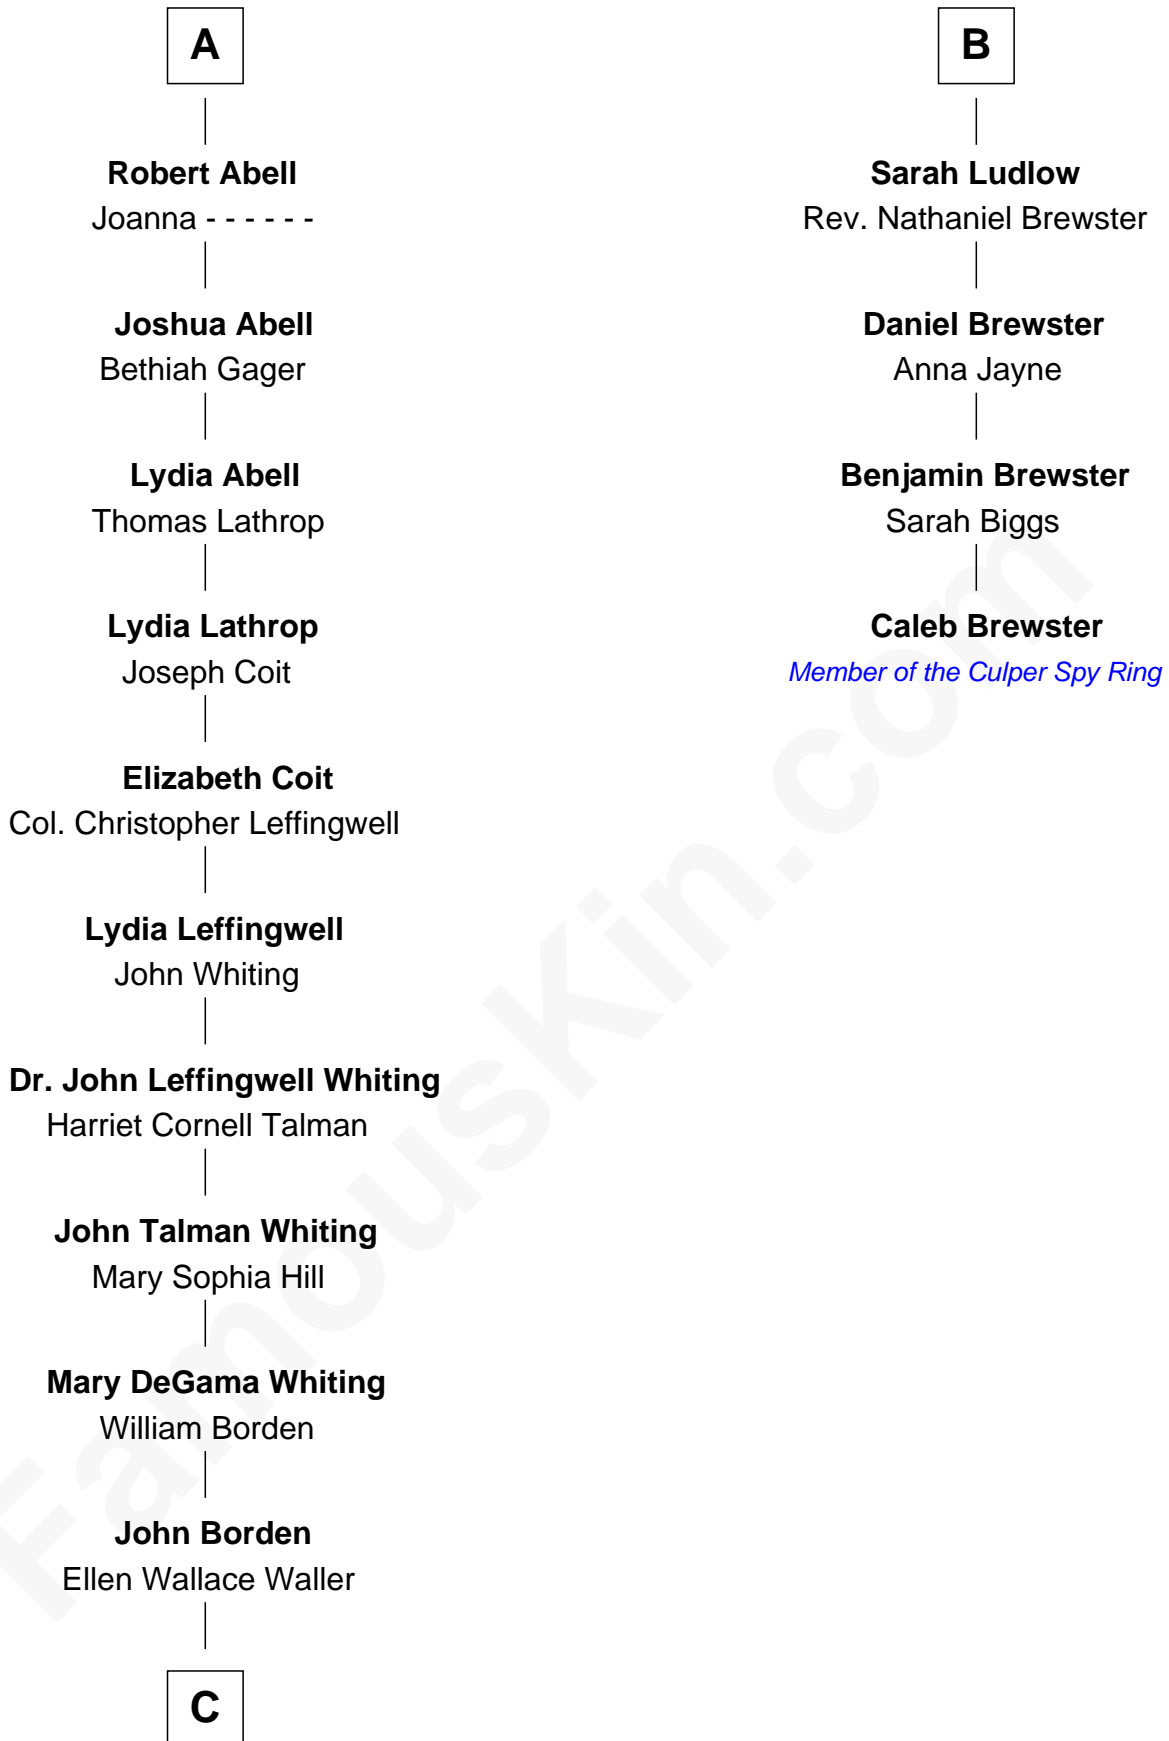 A
Robert Abell
Joanna - - - - - -
Joshua Abell
Bethiah Gager
Lydia Abell
Thomas Lathrop
Lydia Lathrop
Joseph Coit
Elizabeth Coit
Col. Christopher Leffingwell
Lydia Leffingwell
John Whiting
Dr. John Leffingwell Whiting
Harriet Cornell Talman
John Talman Whiting
Mary Sophia Hill
Mary DeGama Whiting
William Borden
John Borden
Ellen Wallace Waller
C
B
Sarah Ludlow
Rev. Nathaniel Brewster
Daniel Brewster
Anna Jayne
Benjamin Brewster
Sarah Biggs
Caleb Brewster
Member of the Culper Spy Ring
FamousKin.com